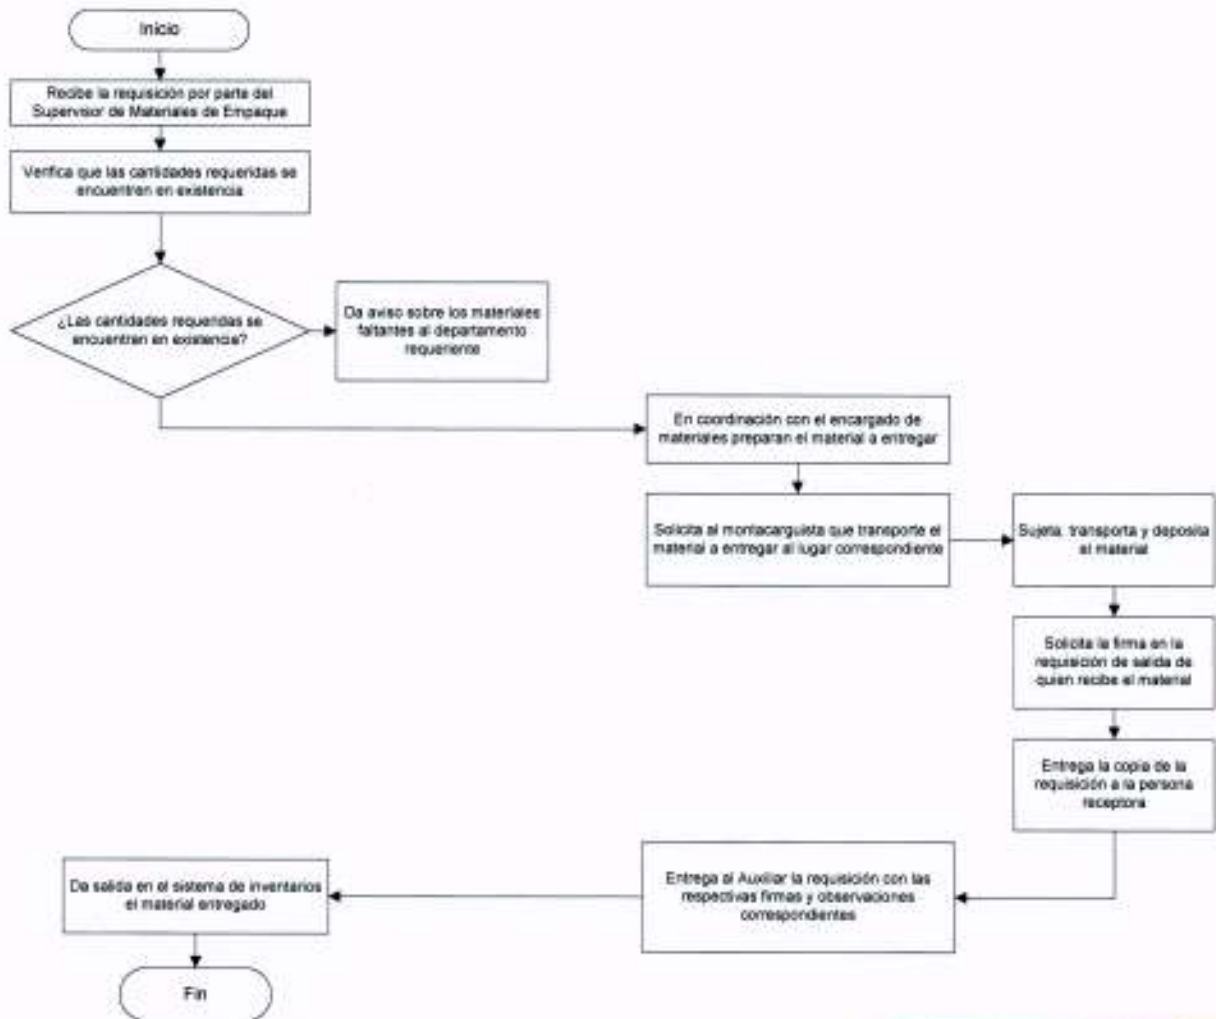 Inicio
Recibe la requisición por parte del
Supervisor de Materiales de Empaque
Verifica que las cantidades requeridas se
encuentren en existencia
¿Las cantidades requeridas se
encuentren en existencia?
Da aviso sobre los materiales
faltantes al departamento
requeriente
En coordinación con el encargado de
materiales preparan el material a entregar
Solicita al montacarguista que transporte el
material a entregar al lugar correspondiente
Sujeta, transporta y deposita
el material
Solicita la firma en la
requisición de salida de
quien recibe el material
Entrega la copia de la
requisición a la persona
receptora
Entrega al Auxiliar la requisición con las
respectivas firmas y observaciones
correspondientes
Da salida en el sistema de inventarios
el material entregado
Fin